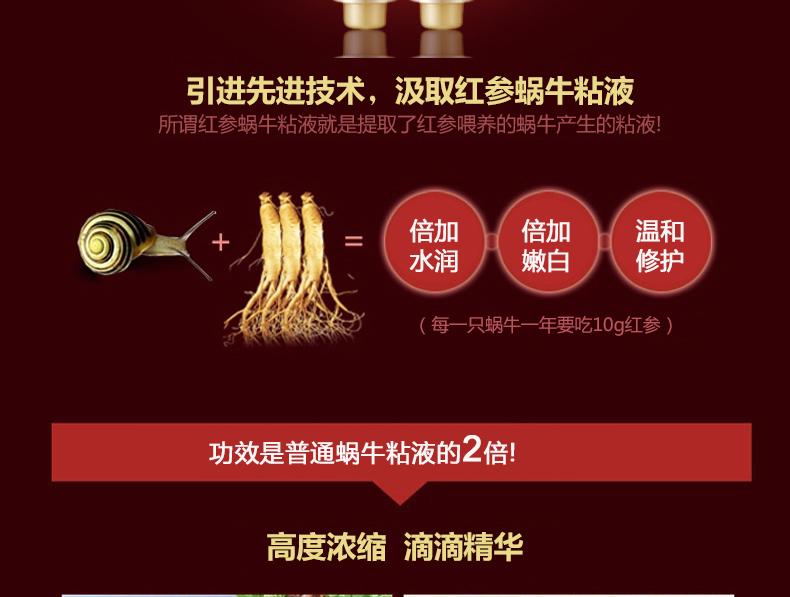 引进先进技术，汲取红参蜗牛粘液
所谓红参蜗牛粘液就是提取了红参喂养的蜗牛产生的粘液!
+ =
倍加 倍加 温和
水润 嫩白 修护
（每一只蜗牛一年要吃10g红参）
功效是普通蜗牛粘液的2倍!
高度浓缩 滴滴精华